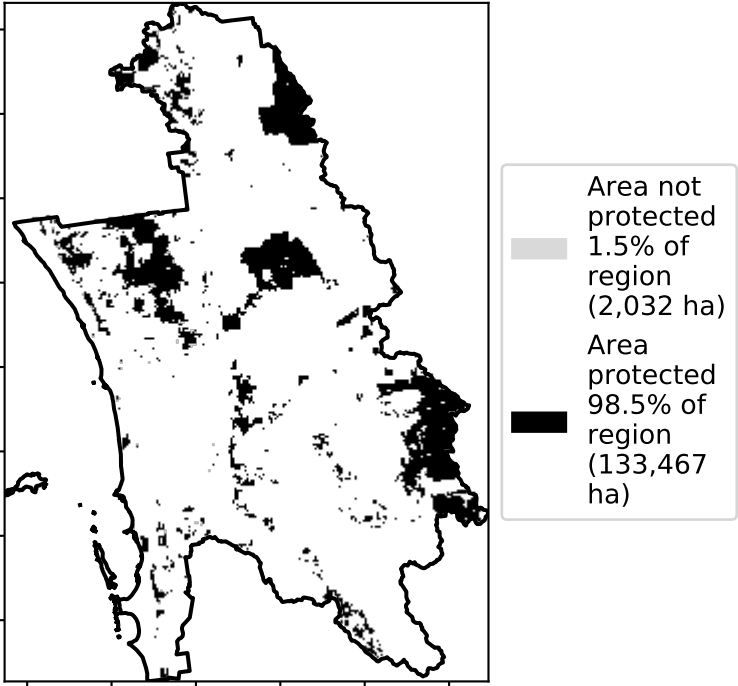 Area not
protected
1.5% of
region
(2,032 ha)
Area
protected
98.5% of
region
(133,467
ha)